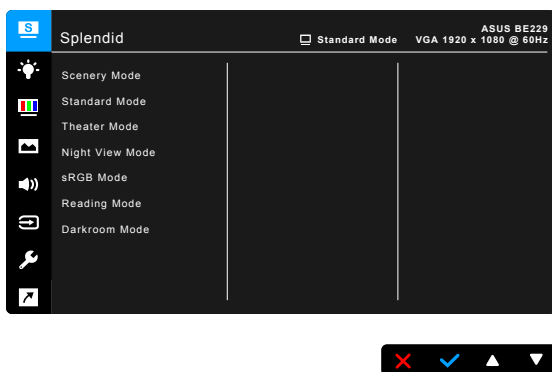 S
Splendid
Standard Mode
ASUS BE229
VGA 1920 x 1080 @ 60Hz
Scenery Mode
Standard Mode
Theater Mode
Night View Mode
sRGB Mode
Reading Mode
Darkroom Mode